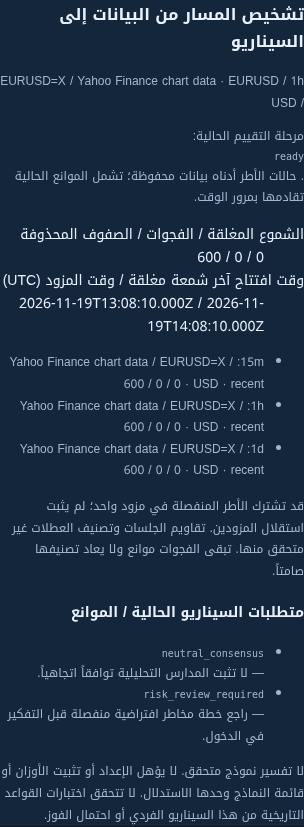 تشخيص المسار من البيانات إلى
السيناريو
EURUSD=X / Yahoo Finance chart data · EURUSD / 1h
/ USD
مرحلة التقييم الحالية:
ready
. حالات الأطر أدناه بيانات محفوظة؛ تشمل الموانع الحالية
تقادمها بمرور الوقت.
الشموع المغلقة / الفجوات / الصفوف المحذوفة
600 / 0 / 0
وقت افتتاح آخر شمعة مغلقة / وقت المزود (UTC)
2026-11-19T13:08:10.000Z / 2026-11-
19T14:08:10.000Z
Yahoo Finance chart data / EURUSD=X / :15m
600 / 0 / 0 · USD · recent
Yahoo Finance chart data / EURUSD=X / :1h
600 / 0 / 0 · USD · recent
Yahoo Finance chart data / EURUSD=X / :1d
600 / 0 / 0 · USD · recent
قد تشترك الأطر المنفصلة في مزود واحد؛ لم يثبت
استقلال المزودين. تقاويم الجلسات وتصنيف العطلات غير
متحقق منها. تبقى الفجوات موانع ولا يعاد تصنيفها
صامتاً.
متطلبات السيناريو الحالية / الموانع
neutral_consensus
— لا تثبت المدارس التحليلية توافقاً اتجاهياً.
risk_review_required
— راجع خطة مخاطر افتراضية منفصلة قبل التفكير
في الدخول.
لا تفسير نموذج متحقق. لا يؤهل الإعداد أو تثبيت الأوزان أو
قائمة النماذج وحدها الاستدلال. لا تتحقق اختبارات القواعد
التاريخية من هذا السيناريو الفردي أو احتمال الفوز.